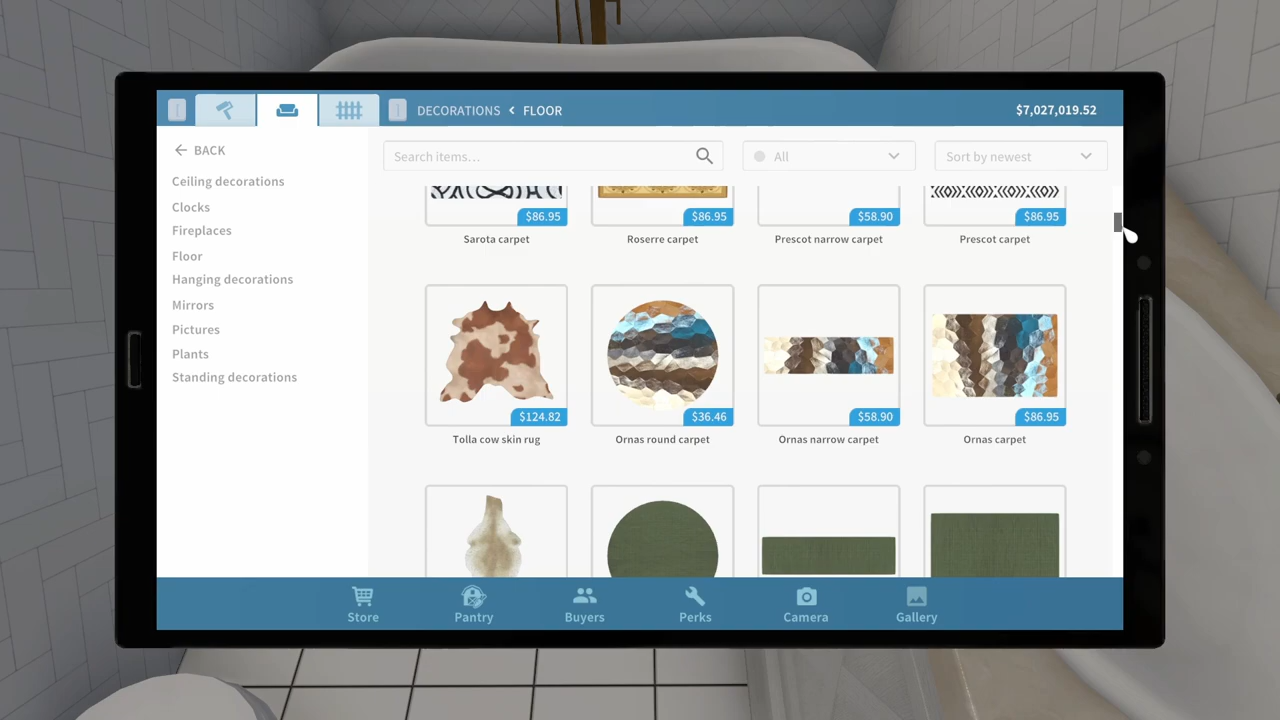 DECORATIONS < FLOOR
$7,027,019.52
BACK
Search items...
All
Sort by newest
Ceiling decorations
Clocks
Fireplaces
Floor
Hanging decorations
Mirrors
Pictures
Plants
Standing decorations
$86.95
$86.95
$58.90
$86.95
Sarota carpet
Roserre carpet
Prescot narrow carpet
Prescot carpet
$124.82
$36.46
$58.90
$86.95
Tolla cow skin rug
Ornas round carpet
Ornas narrow carpet
Ornas carpet
Store
Pantry
Buyers
Perks
Camera
Gallery